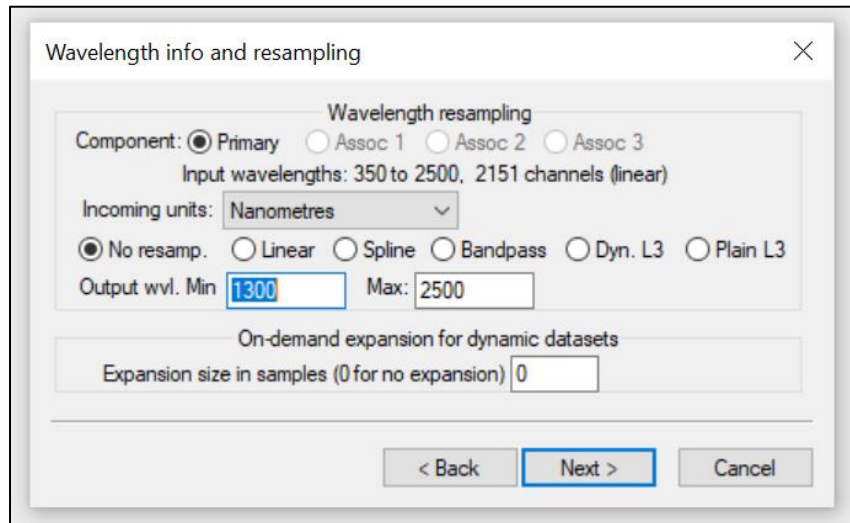 Wavelength info and resampling
Wavelength resampling
Component: Primary Assoc 1 Assoc 2 Assoc 3
Input wavelengths: 350 to 2500, 2151 channels (linear)
Incoming units: Nanometres
No resamp. Linear Spline Bandpass Dyn. L3 Plain L3
Output wvl. Min 1300 Max: 2500
On-demand expansion for dynamic datasets
Expansion size in samples (0 for no expansion) 0
< Back Next > Cancel